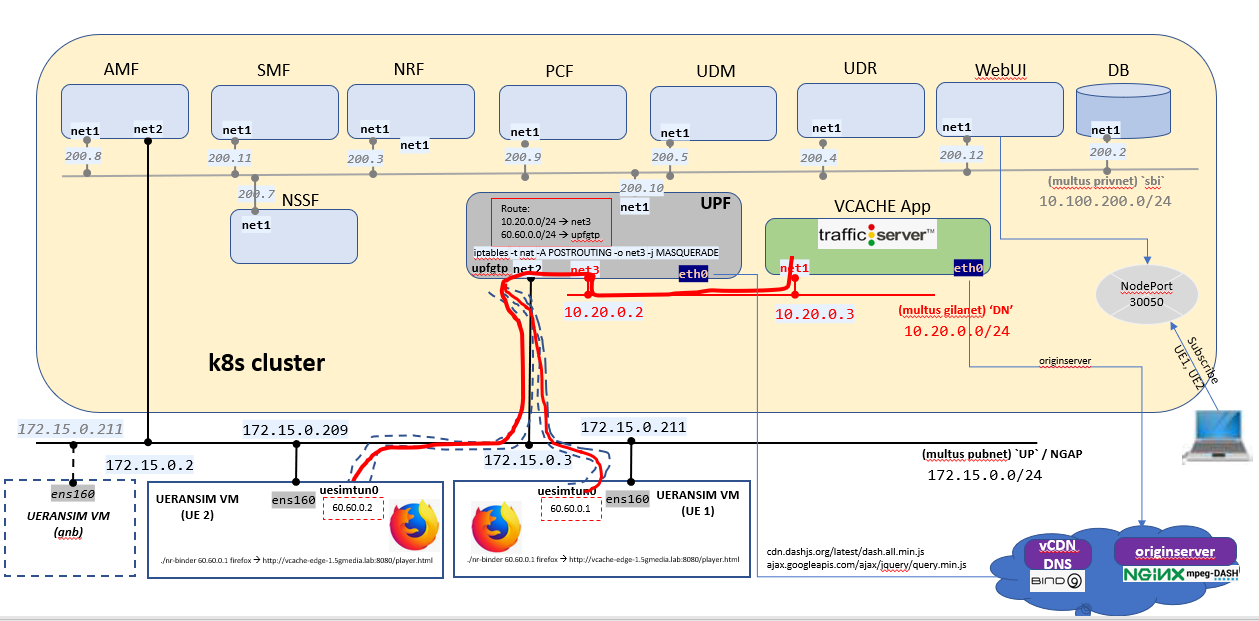 AMF
SMF
NRF
PCF
UDM
UDR
WebUI
DB
net1
net2
net1
net1
net1
net1
net1
net1
net1
net1
200.8
200.11
200.3
200.9
200.5
200.4
200.12
200.2
(multus privnet) `sbi`
10.100.200.0/24
200.7
NSSF
net1
200.10
net1
UPF
Route:
10.20.0.0/24 → net3
60.60.0.0/24 → upfgtp
iptables -t nat -A POSTROUTING -o net3 -j MASQUERADE
upfgtp
net2
net3
eth0
VCACHE App
traffic server™
net1
eth0
10.20.0.2
10.20.0.3
(multus gilanet) ‘DN’
10.20.0.0/24
NodePort
30050
Subscribe
UE1, UE2
originserver
k8s cluster
172.15.0.211
172.15.0.2
172.15.0.209
172.15.0.3
172.15.0.211
(multus pubnet) `UP` / NGAP
172.15.0.0/24
ens160
UERANSIM VM
(gnb)
UERANSIM VM
(UE 2)
ens160
uesimtun0
60.60.0.2
./nr-binder 60.60.0.1 firefox → http://vcache-edge-1.5gmedia.lab:8080/player.html
uesimtun0
60.60.0.1
ens160
UERANSIM VM
(UE 1)
./nr-binder 60.60.0.1 firefox → http://vcache-edge-1.5gmedia.lab:8080/player.html
cdn.dashjs.org/latest/dash.all.min.js
ajax.googleapis.com/ajax/jquery/query.min.js
vCDN
DNS
BIND9
originserver
NGINX
mpeg-DASH